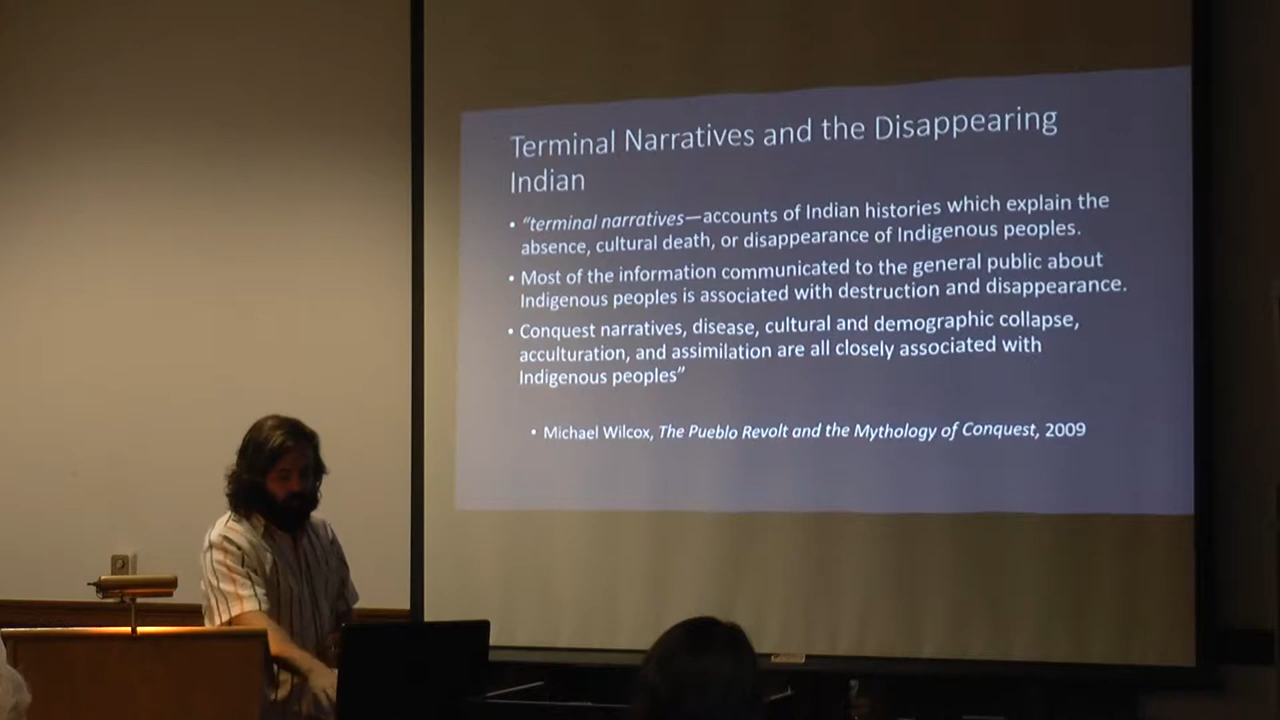 Terminal Narratives and the Disappearing
Indian
• “terminal narratives—accounts of Indian histories which explain the
absence, cultural death, or disappearance of Indigenous peoples.
• Most of the information communicated to the general public about
Indigenous peoples is associated with destruction and disappearance.
• Conquest narratives, disease, cultural and demographic collapse,
acculturation, and assimilation are all closely associated with
Indigenous peoples”
• Michael Wilcox, The Pueblo Revolt and the Mythology of Conquest, 2009